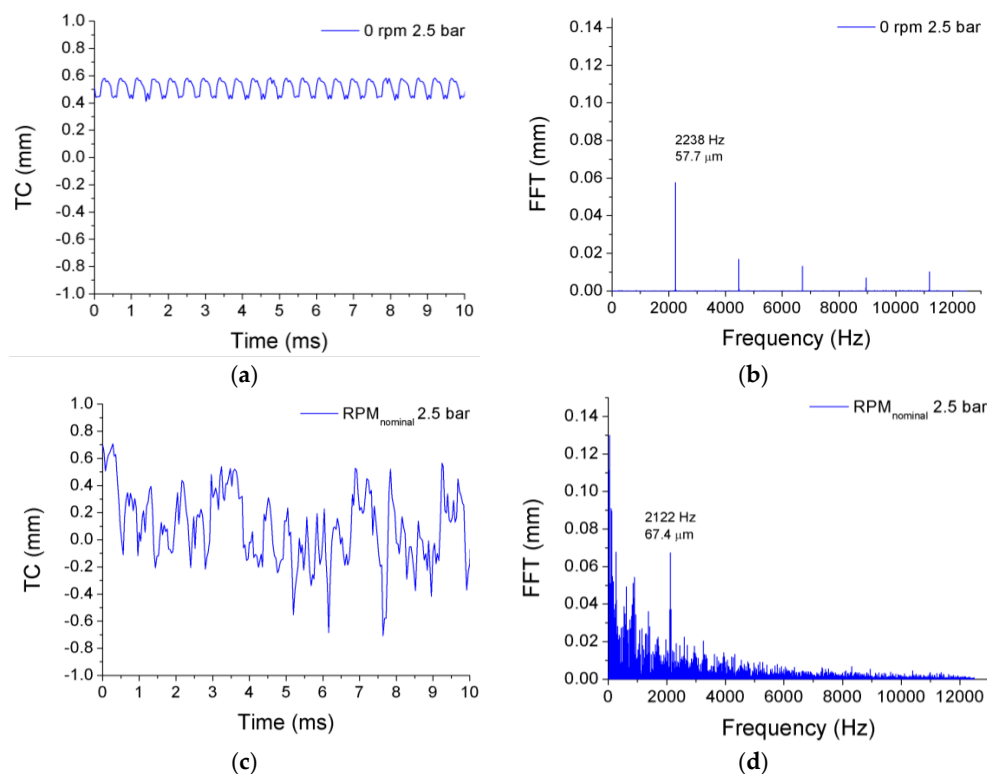 1.0
0.8
0.6
0.4
0.2
0.0
-0.2
-0.4
-0.6
-0.8
-1.0
TC (mm)
0 rpm 2.5 bar
0 1 2 3 4 5 6 7 8 9 10
Time (ms)
(a)
0.14
0.12
0.10
0.08
0.06
0.04
0.02
0.00
FFT (mm)
0 rpm 2.5 bar
2238 Hz
57.7 μm
0 2000 4000 6000 8000 10000 12000
Frequency (Hz)
(b)
1.0
0.8
0.6
0.4
0.2
0.0
-0.2
-0.4
-0.6
-0.8
-1.0
TC (mm)
RPMnominal 2.5 bar
0 1 2 3 4 5 6 7 8 9 10
Time (ms)
(c)
0.14
0.12
0.10
0.08
0.06
0.04
0.02
0.00
FFT (mm)
RPMnominal 2.5 bar
2122 Hz
67.4 μm
0 2000 4000 6000 8000 10000 12000
Frequency (Hz)
(d)